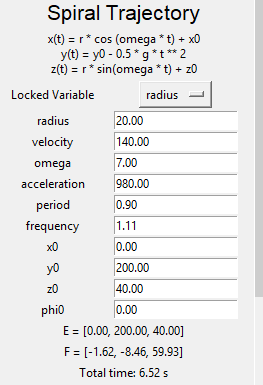 Spiral Trajectory
x(t) = r * cos (omega * t) + x0
y(t) = y0 - 0.5 * g * t ** 2
z(t) = r * sin(omega * t) + z0
Locked Variable radius
radius 20.00
velocity 140.00
omega 7.00
acceleration 980.00
period 0.90
frequency 1.11
x0 0.00
y0 200.00
z0 40.00
phi0 0.00
E = [0.00, 200.00, 40.00]
F = [-1.62, -8.46, 59.93]
Total time: 6.52 s